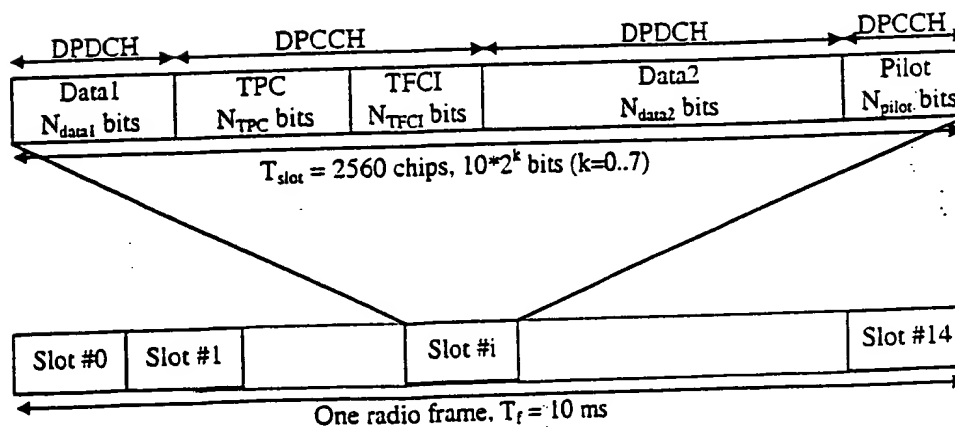 DPDCH DPCCH DPDCH DPCCH
Data1 TPC TFCI Data2 Pilot
N_data1 bits N_TPC bits N_TFCI bits N_data2 bits N_pilot bits
T_slot = 2560 chips, 10*2^k bits (k=0..7)
Slot #0 Slot #1 Slot #i Slot #14
One radio frame, T_f = 10 ms